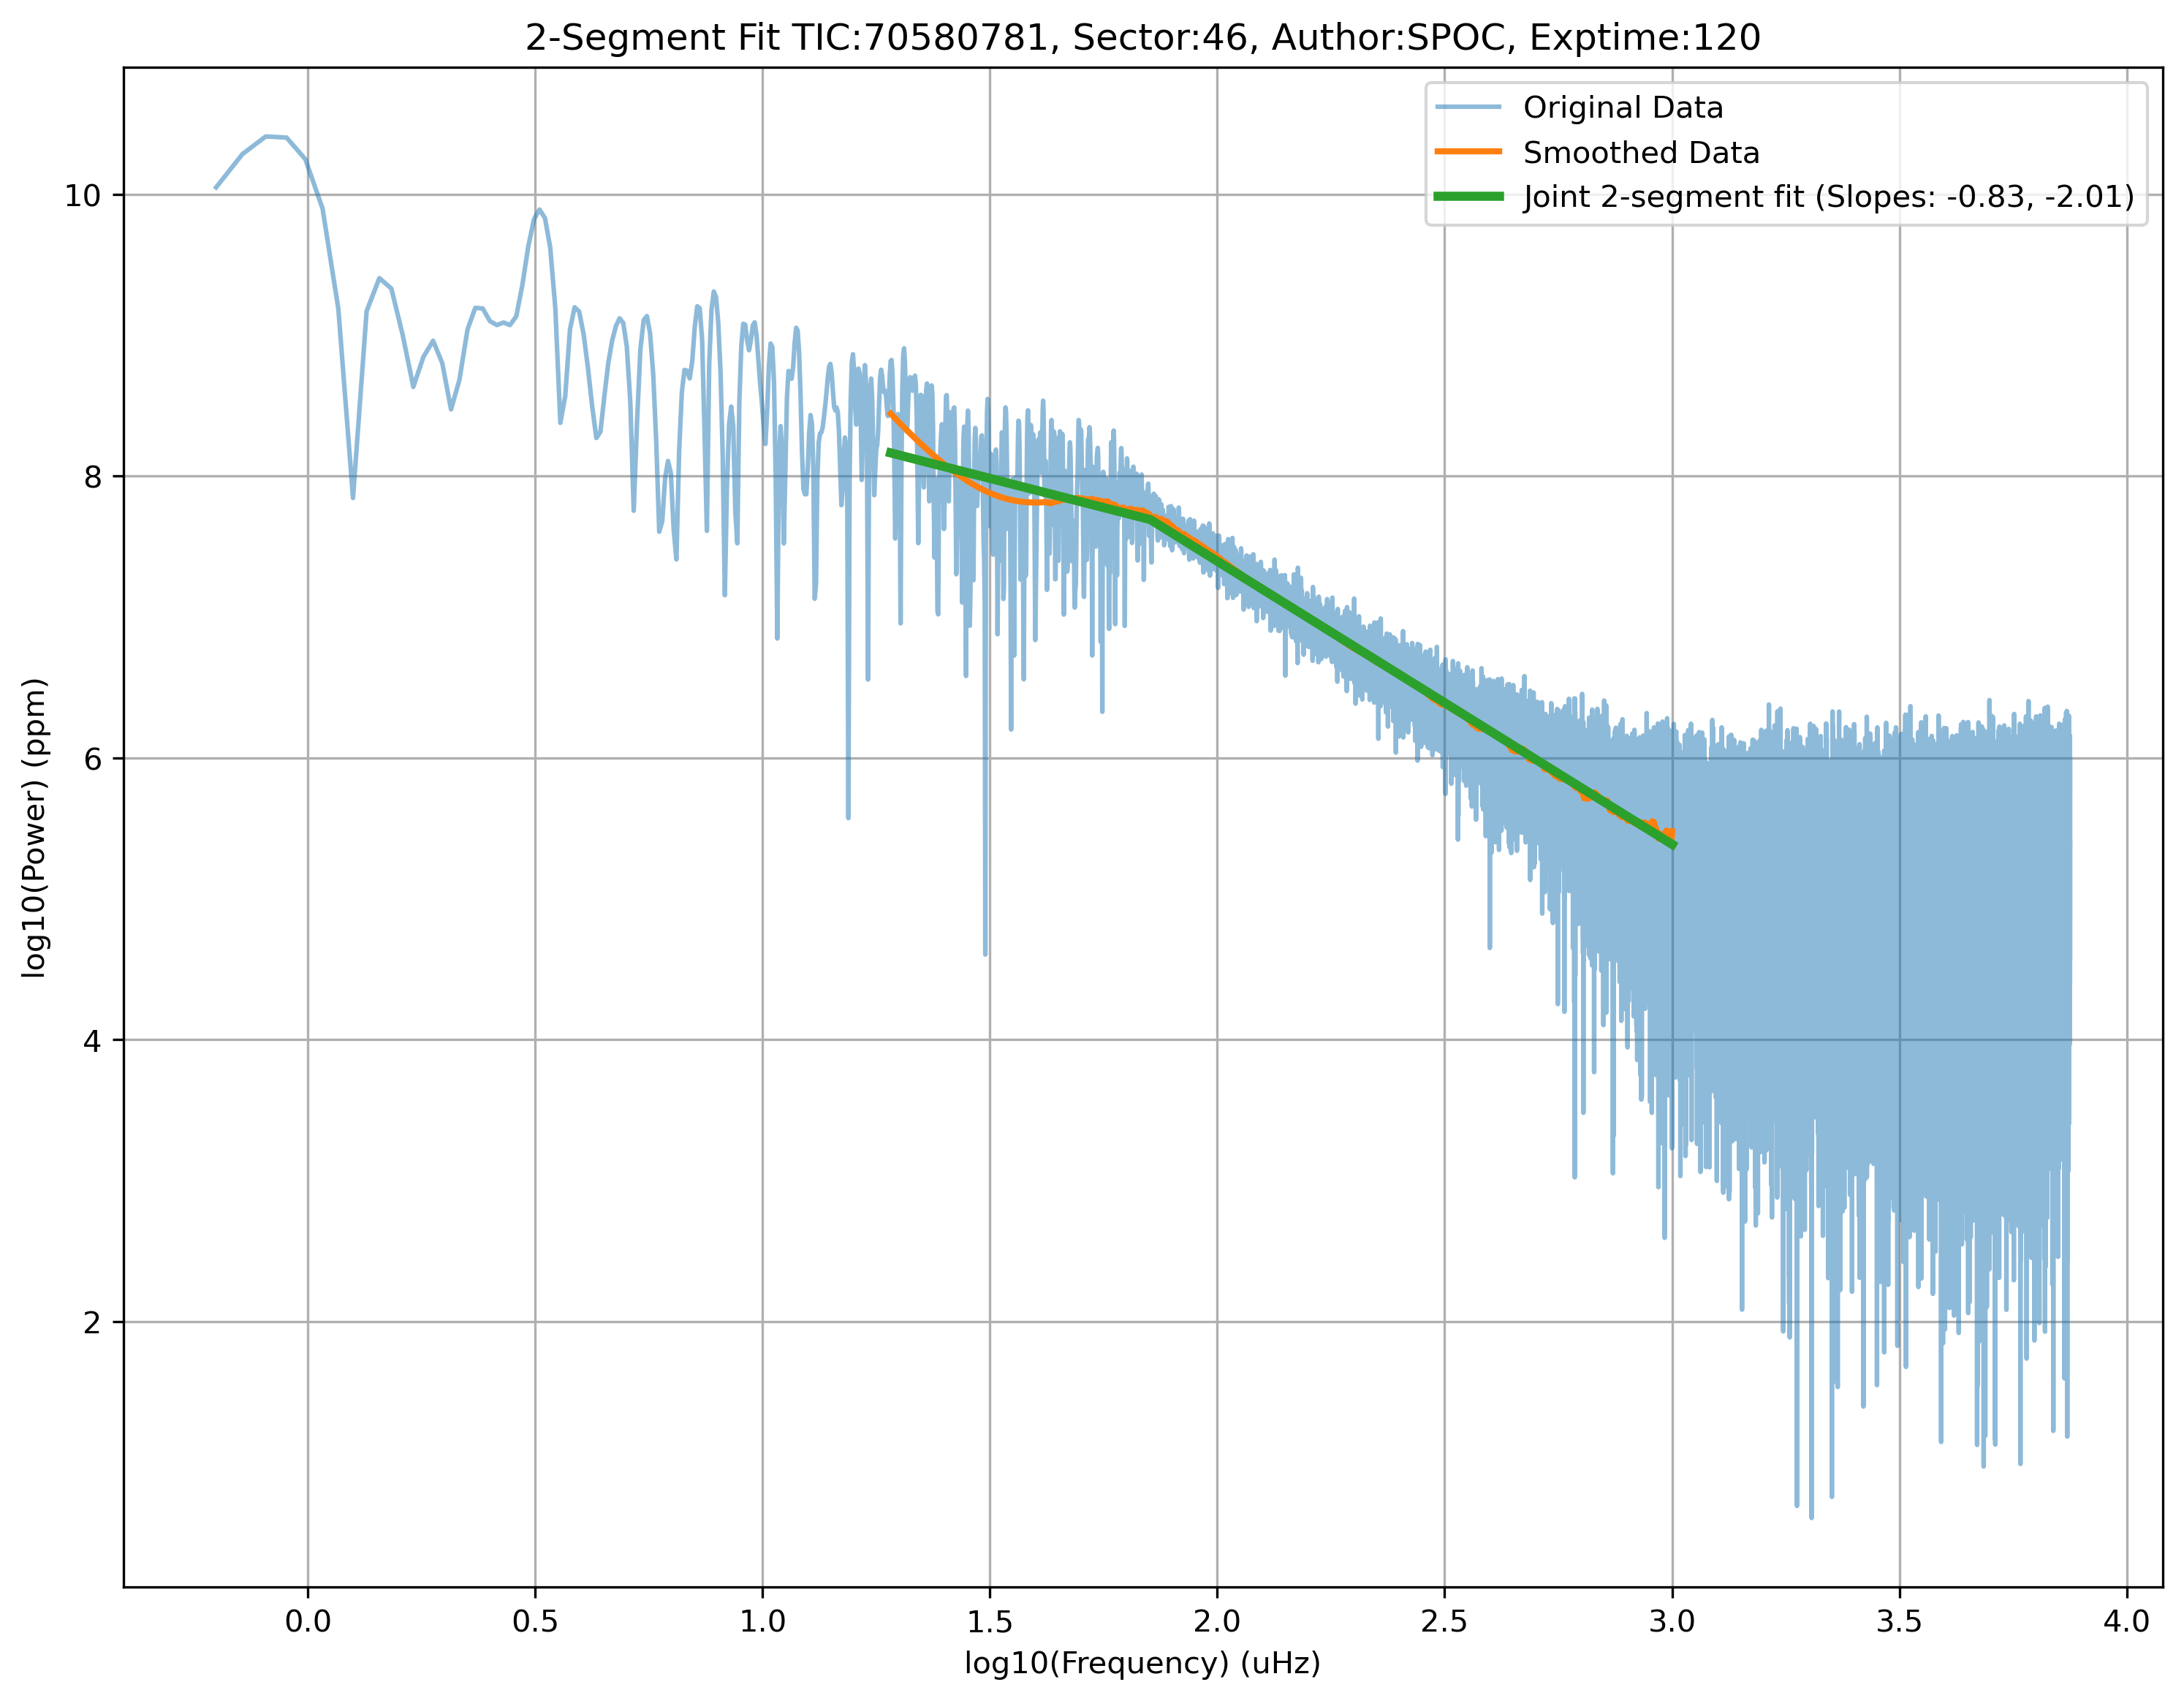 2-Segment Fit TIC:70580781, Sector:46, Author:SPOC, Exptime:120
Original Data
Smoothed Data
Joint 2-segment fit (Slopes: -0.83, -2.01)
log10(Power) (ppm)
10
8
6
4
2
0.0 0.5 1.0 1.5 2.0 2.5 3.0 3.5 4.0
log10(Frequency) (uHz)